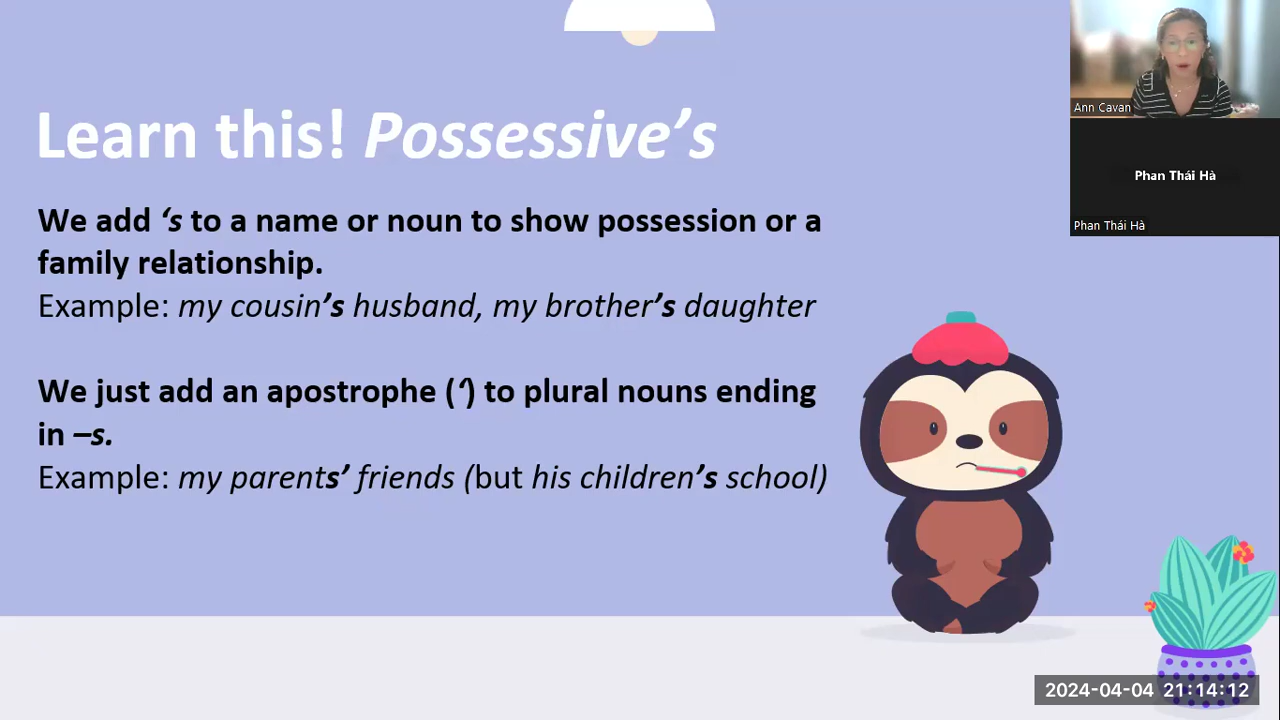 Learn this! Possessive’s
We add ‘s to a name or noun to show possession or a
family relationship.
Example: my cousin’s husband, my brother’s daughter
We just add an apostrophe (‘) to plural nouns ending
in –s.
Example: my parents’ friends (but his children’s school)
Ann Cavan
Phan Thái Hà
Phan Thái Hà
2024-04-04 21:14:12